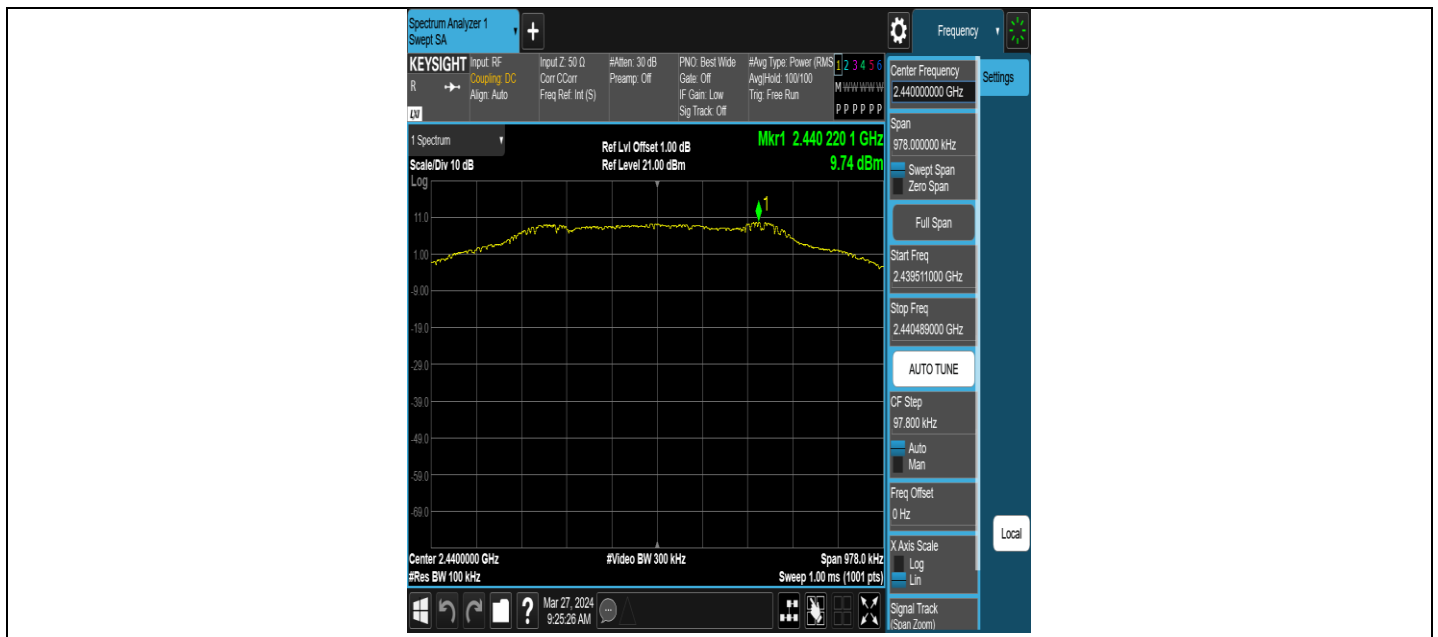 Spectrum Analyzer 1
Swept SA
+
Frequency
KEYSIGHT
R
LXI
Input: RF
Coupling: DC
Align: Auto
Input Z: 50 Ω
Corr CCorr
Freq Ref: Int (S)
#Atten: 30 dB
Preamp: Off
PNO: Best Wide
Gate: Off
IF Gain: Low
Sig Track: Off
#Avg Type: Power (RMS
Avg|Hold: 100/100
Trig: Free Run
1 2 3 4 5 6
M W W W W W
P P P P P P
1 Spectrum
Scale/Div 10 dB
Ref Lvl Offset 1.00 dB
Ref Level 21.00 dBm
Mkr1 2.440 220 1 GHz
9.74 dBm
Log
1
11.0
1.00
-9.00
-19.0
-29.0
-39.0
-49.0
-59.0
-69.0
Center 2.4400000 GHz
#Res BW 100 kHz
#Video BW 300 kHz
Span 978.0 kHz
Sweep 1.00 ms (1001 pts)
Center Frequency
2.440000000 GHz
Settings
Span
978.000000 kHz
Swept Span
Zero Span
Full Span
Start Freq
2.439511000 GHz
Stop Freq
2.440489000 GHz
AUTO TUNE
CF Step
97.800 kHz
Auto
Man
Freq Offset
0 Hz
X Axis Scale
Log
Lin
Local
Signal Track
(Span Zoom)
?
Mar 27, 2024
9:25:26 AM